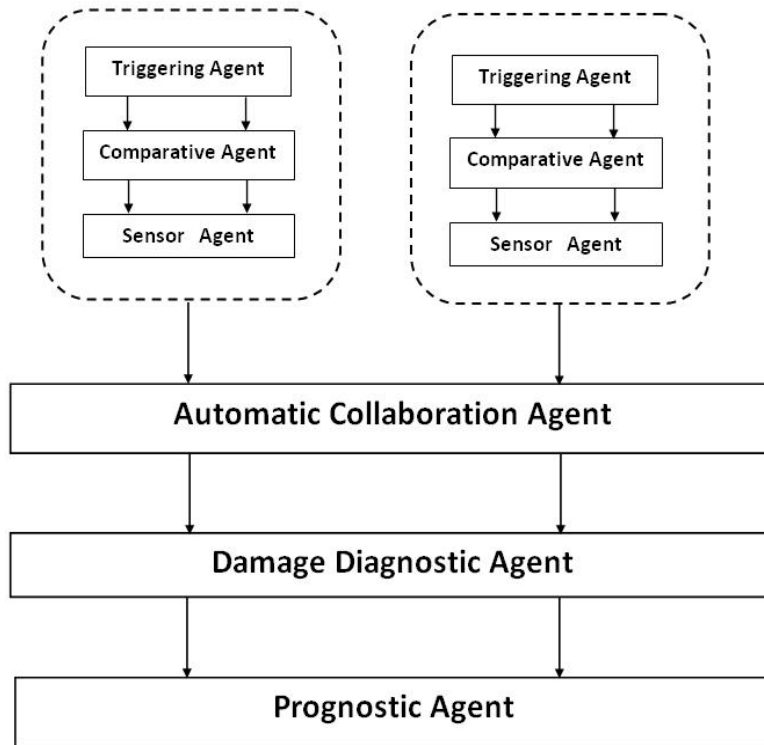 Triggering Agent
Comparative Agent
Sensor Agent
Triggering Agent
Comparative Agent
Sensor Agent
Automatic Collaboration Agent
Damage Diagnostic Agent
Prognostic Agent